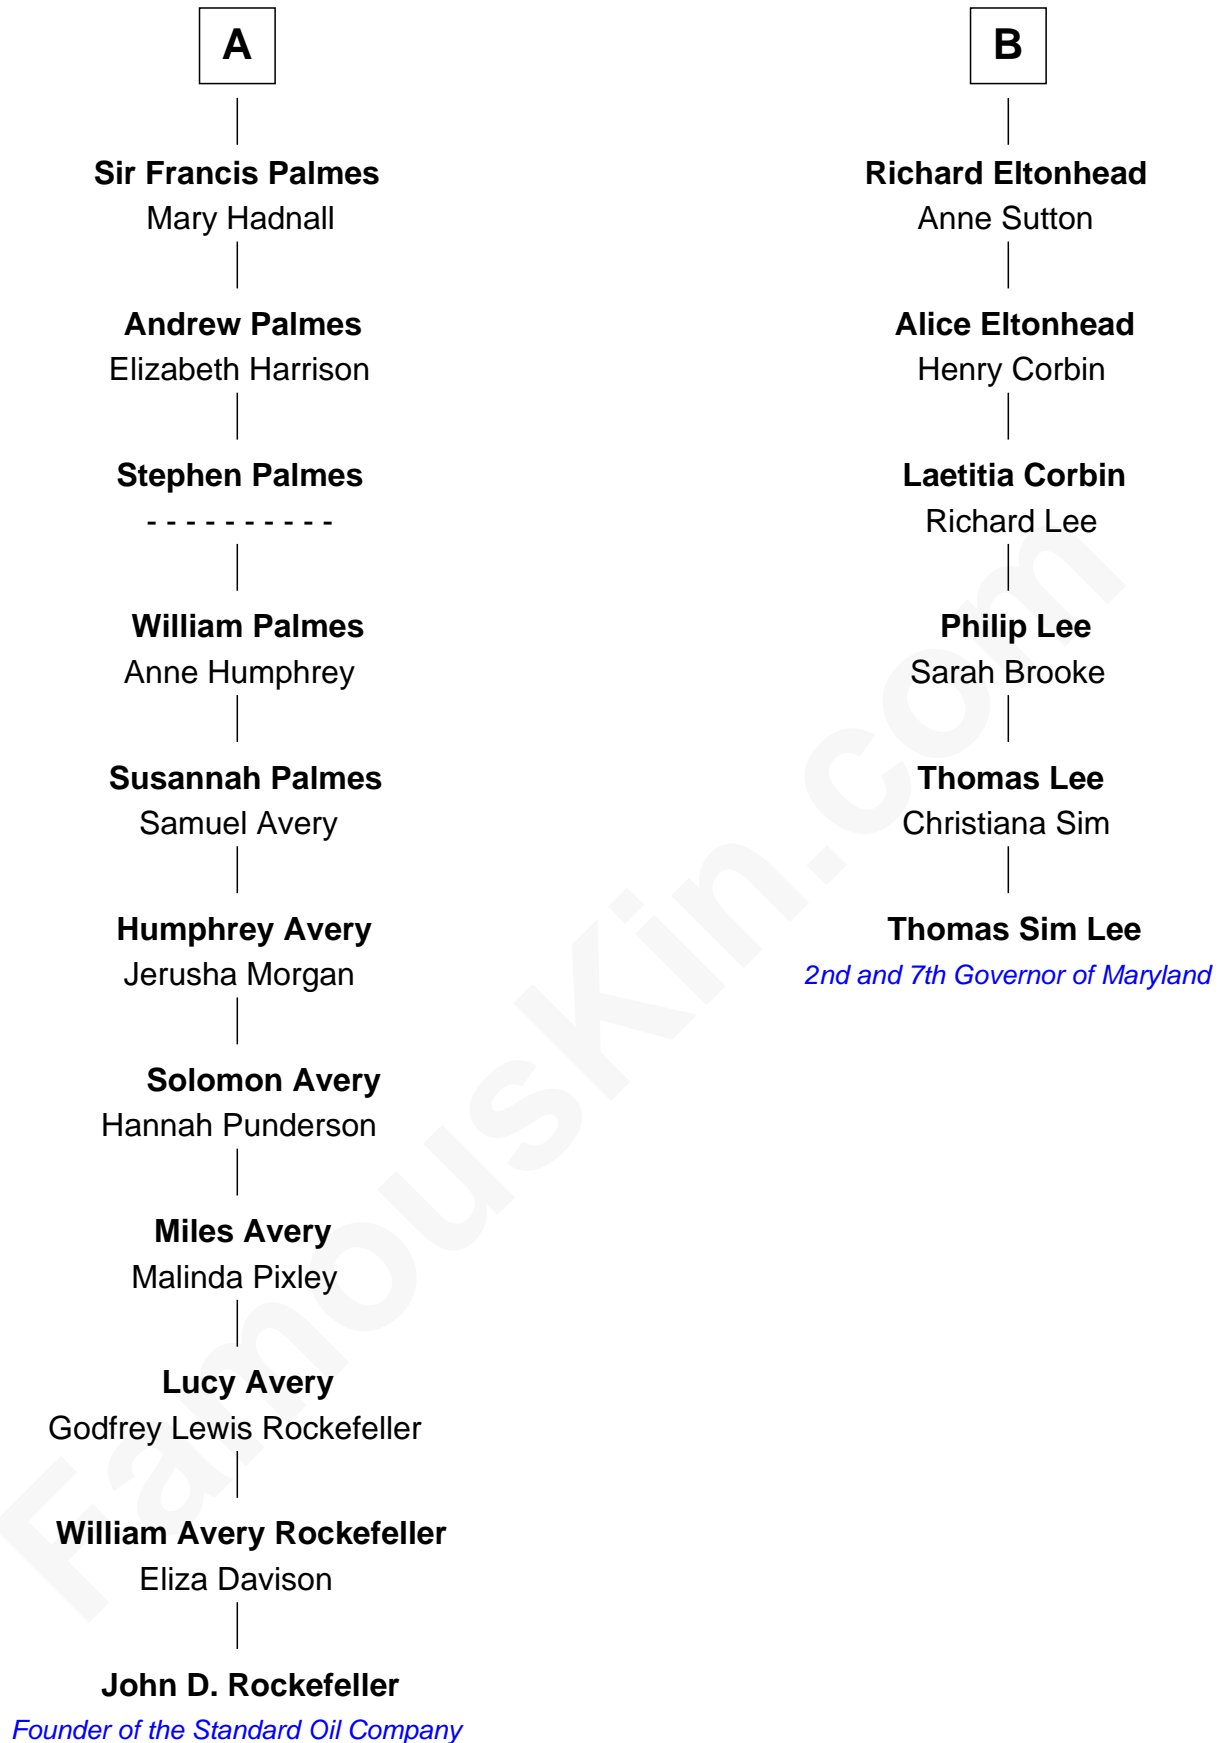 A
Sir Francis Palmes
Mary Hadnall
Andrew Palmes
Elizabeth Harrison
Stephen Palmes
- - - - - - - - - -
William Palmes
Anne Humphrey
Susannah Palmes
Samuel Avery
Humphrey Avery
Jerusha Morgan
Solomon Avery
Hannah Punderson
Miles Avery
Malinda Pixley
Lucy Avery
Godfrey Lewis Rockefeller
William Avery Rockefeller
Eliza Davison
John D. Rockefeller
Founder of the Standard Oil Company
B
Richard Eltonhead
Anne Sutton
Alice Eltonhead
Henry Corbin
Laetitia Corbin
Richard Lee
Philip Lee
Sarah Brooke
Thomas Lee
Christiana Sim
Thomas Sim Lee
2nd and 7th Governor of Maryland
FamousKin.com